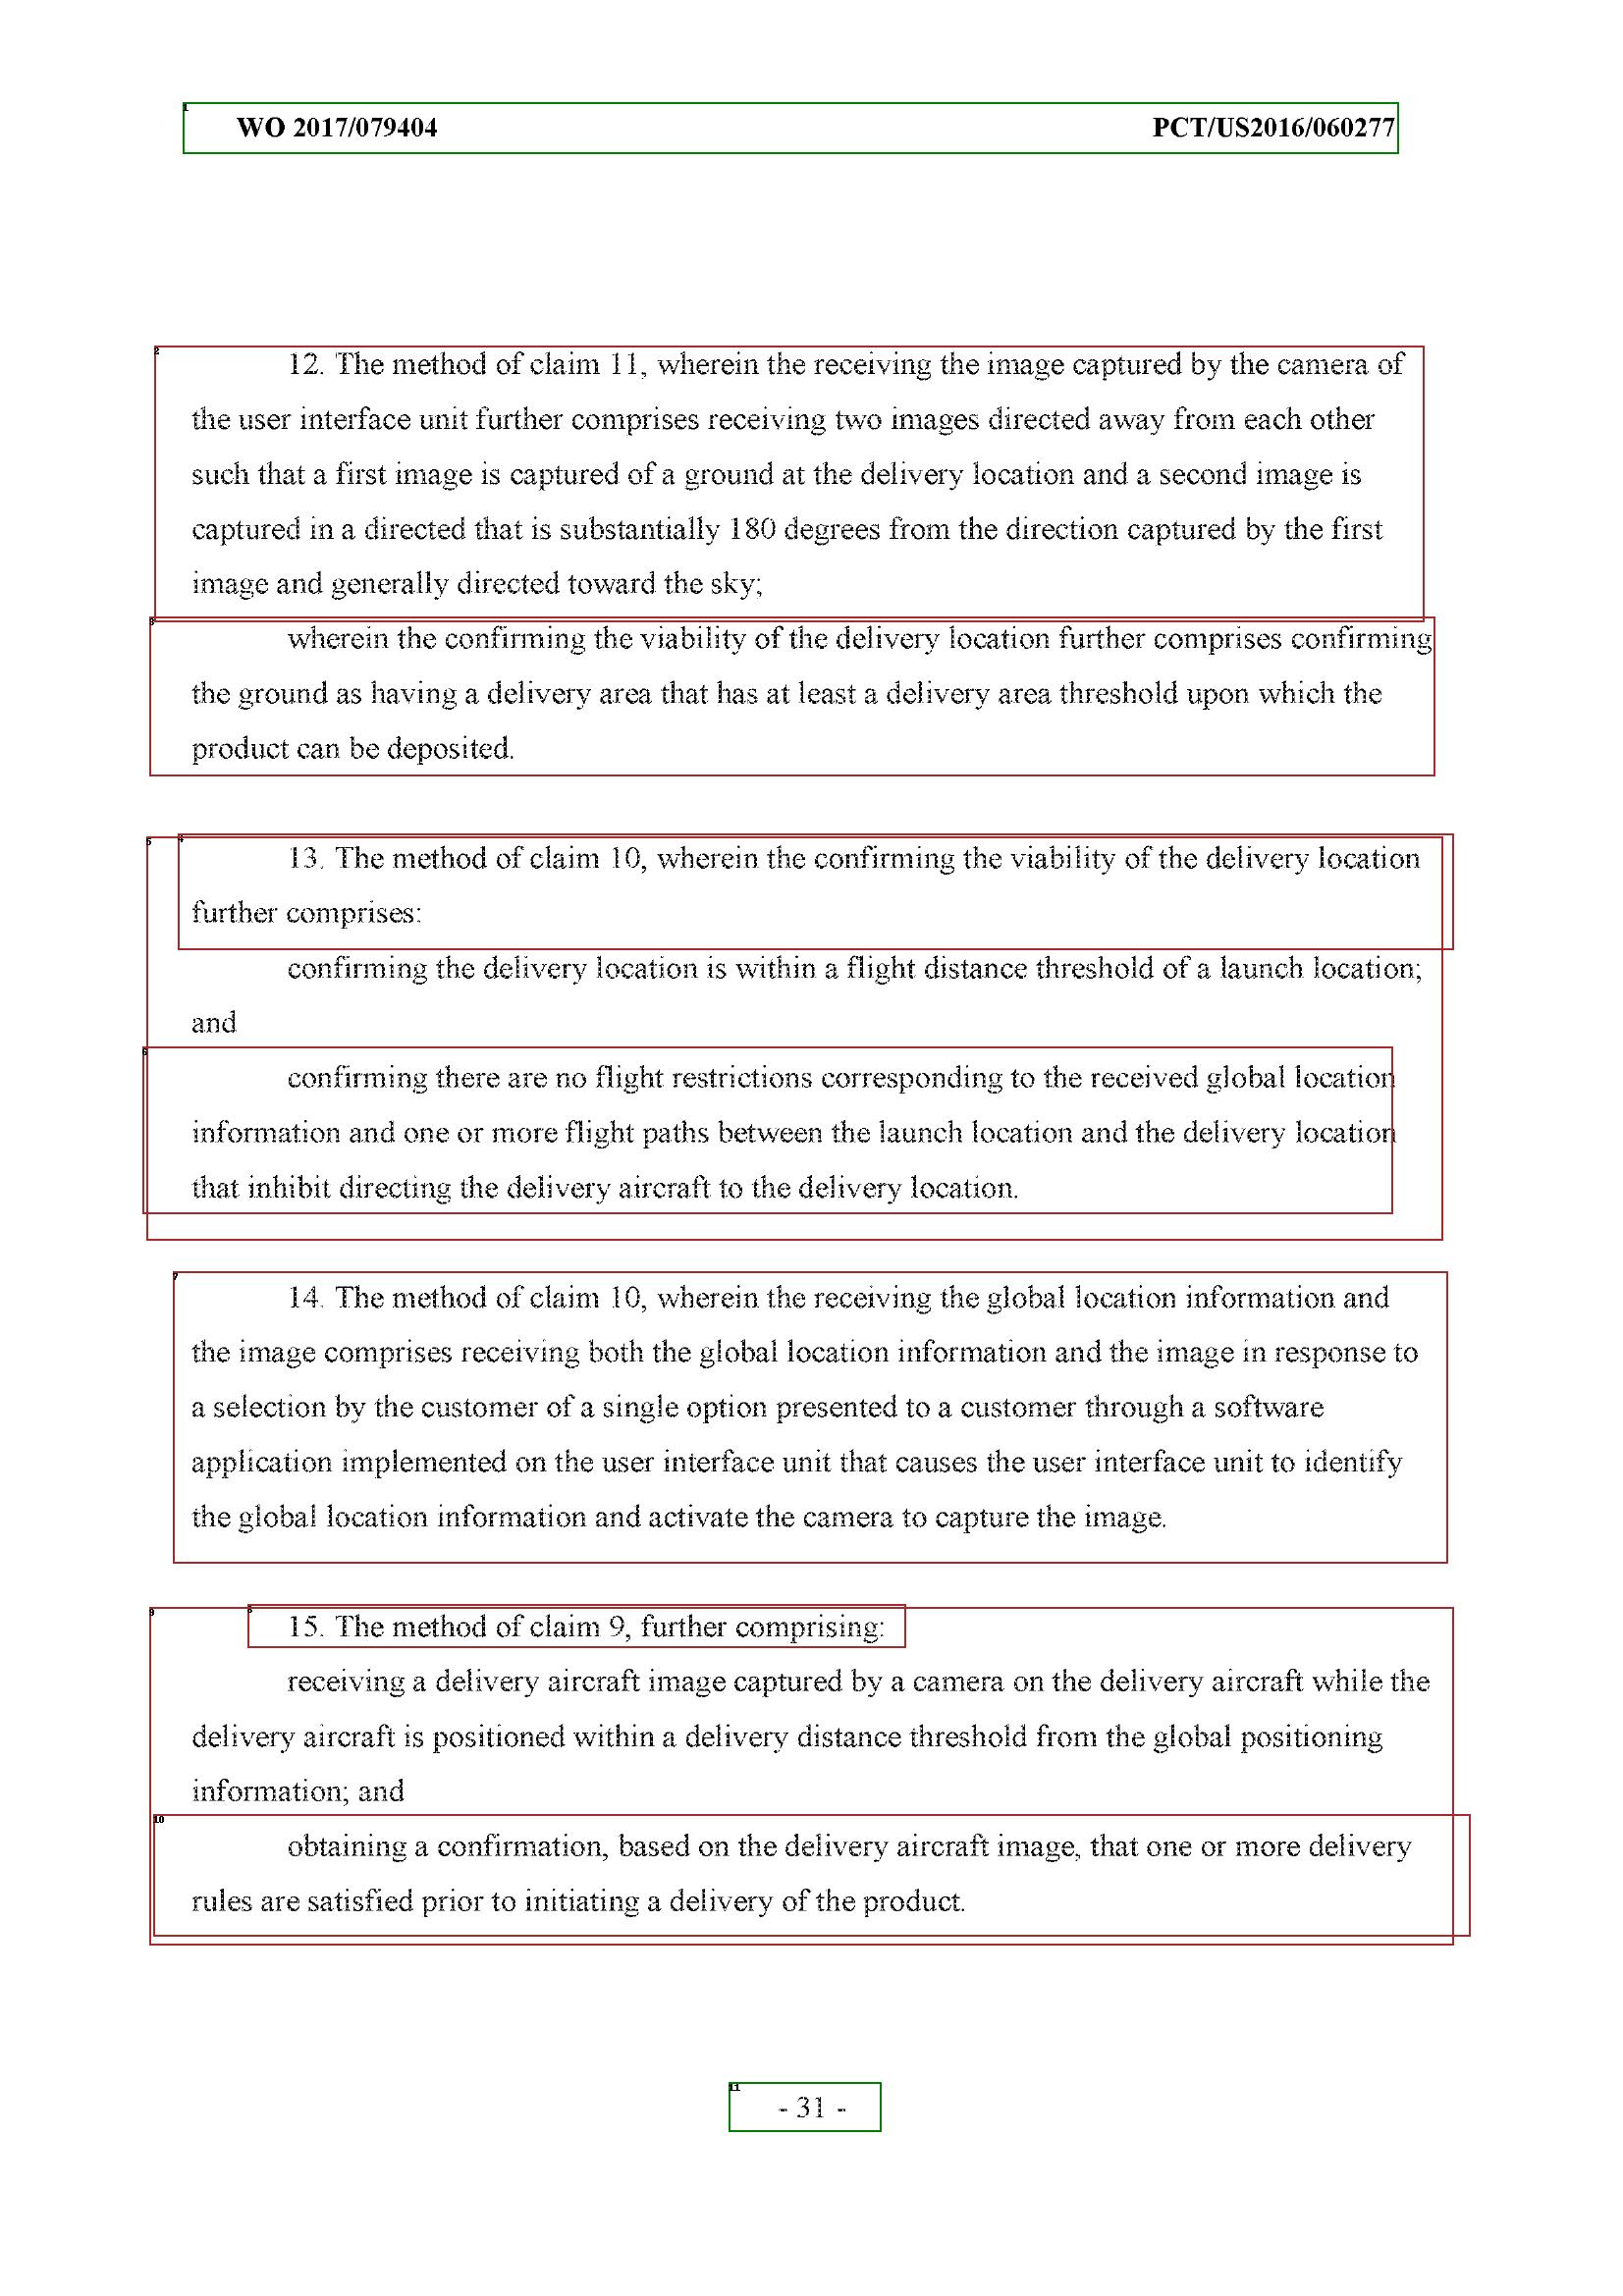 WO 2017/079404 PCT/US2016/060277
12. The method of claim 11, wherein the receiving the image captured by the camera of
the user interface unit further comprises receiving two images directed away from each other
such that a first image is captured of a ground at the delivery location and a second image is
captured in a directed that is substantially 180 degrees from the direction captured by the first
image and generally directed toward the sky;
wherein the confirming the viability of the delivery location further comprises confirming
the ground as having a delivery area that has at least a delivery area threshold upon which the
product can be deposited.
13. The method of claim 10, wherein the confirming the viability of the delivery location
further comprises:
confirming the delivery location is within a flight distance threshold of a launch location;
and
confirming there are no flight restrictions corresponding to the received global location
information and one or more flight paths between the launch location and the delivery location
that inhibit directing the delivery aircraft to the delivery location.
14. The method of claim 10, wherein the receiving the global location information and
the image comprises receiving both the global location information and the image in response to
a selection by the customer of a single option presented to a customer through a software
application implemented on the user interface unit that causes the user interface unit to identify
the global location information and activate the camera to capture the image.
15. The method of claim 9, further comprising:
receiving a delivery aircraft image captured by a camera on the delivery aircraft while the
delivery aircraft is positioned within a delivery distance threshold from the global positioning
information; and
obtaining a confirmation, based on the delivery aircraft image, that one or more delivery
rules are satisfied prior to initiating a delivery of the product.
- 31 -